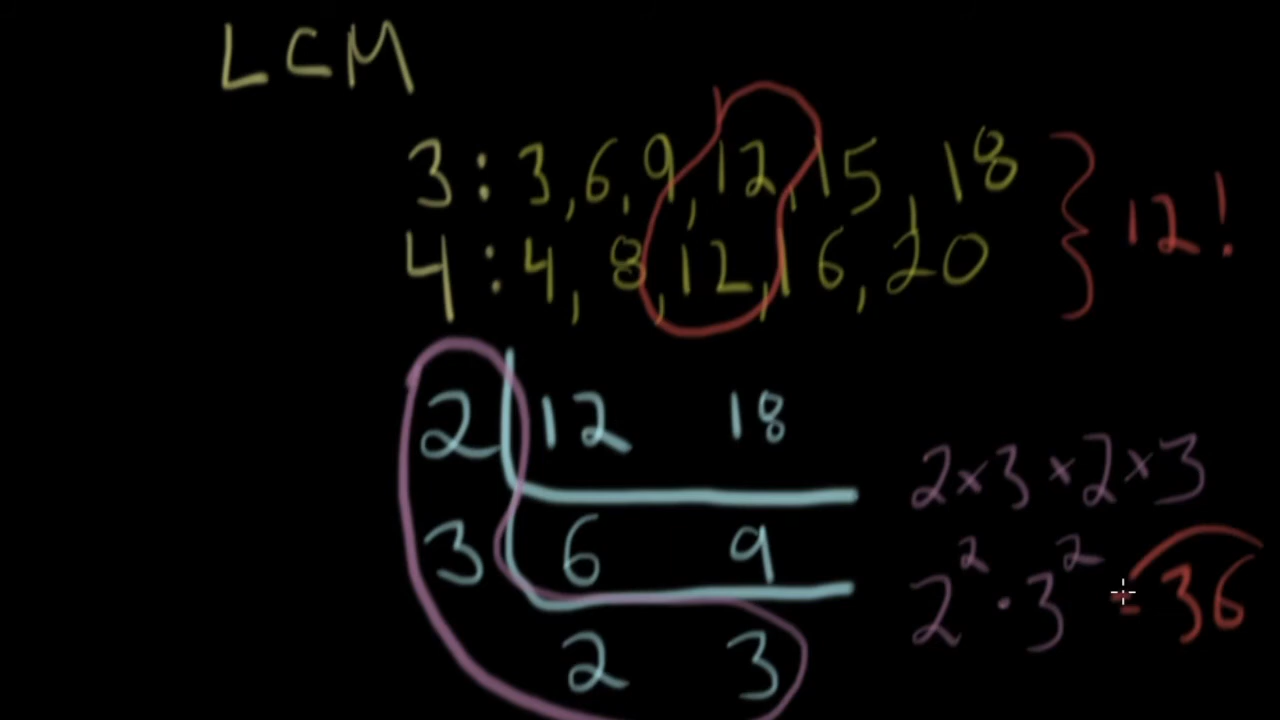 LCM
3: 3, 6, 9, 12, 15, 18
4: 4, 8, 12, 16, 20
12!
2 12 18
3 6 9
2 3
2 × 3 × 2 × 3
2² · 3² = 36